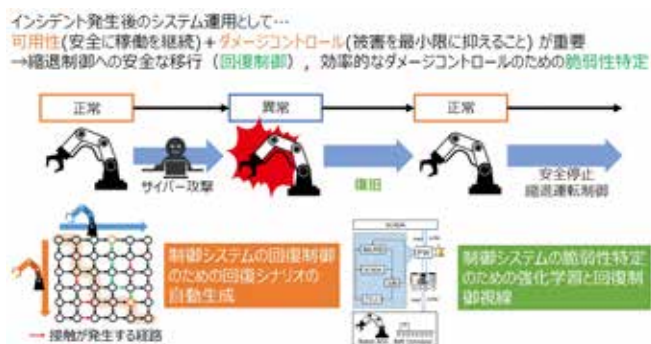 インシデント発生後のシステム運用として…
可用性(安全に稼働を継続)+ダメージコントロール(被害を最小限に抑えること) が重要
→縮退制御への安全な移行（回復制御）, 効率的なダメージコントロールのための脆弱性特定
正常
異常
正常
サイバー攻撃
復旧
安全停止
縮退運転制御
制御システムの回復制御
のための回復シナリオの
自動生成
制御システムの脆弱性特定
のための強化学習と回復制
御視線
→ 接触が発生する経路